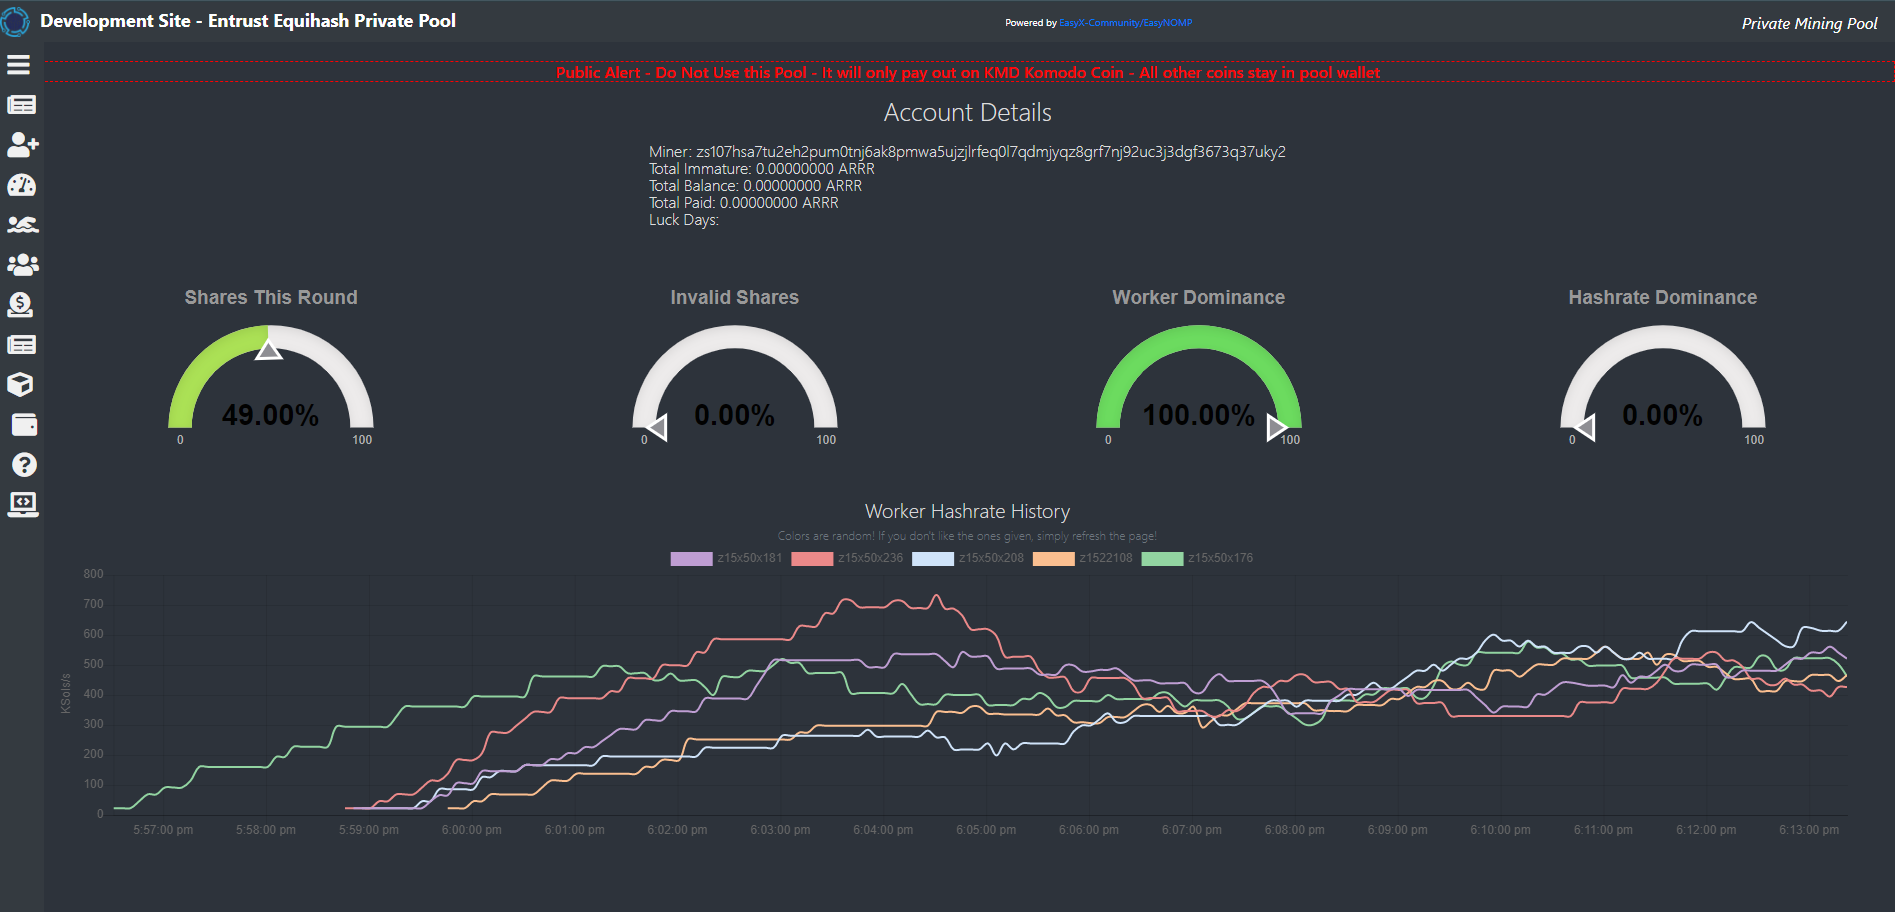 Development Site - Entrust Equihash Private Pool
Powered by EasyX-Community/EasyNOMP
Private Mining Pool
Public Alert - Do Not Use this Pool - It will only pay out on KMD Komodo Coin - All other coins stay in pool wallet
Account Details
Miner: zs107hsa7tu2eh2pum0tnj6ak8pmwa5ujzjlrfeq0l7qdmjyqz8grf7nj92uc3j3dgf3673q37uky2
Total Immature: 0.00000000 ARRR
Total Balance: 0.00000000 ARRR
Total Paid: 0.00000000 ARRR
Luck Days:
Shares This Round
49.00%
0 100
Invalid Shares
0.00%
0 100
Worker Dominance
100.00%
0 100
Hashrate Dominance
0.00%
0 100
Worker Hashrate History
Colors are random! If you don't like the ones given, simply refresh the page!
z15x50x181 z15x50x236 z15x50x208 z1522108 z15x50x176
KSols/s
800
700
600
500
400
300
200
100
0
5:57:00 pm 5:58:00 pm 5:59:00 pm 6:00:00 pm 6:01:00 pm 6:02:00 pm 6:03:00 pm 6:04:00 pm 6:05:00 pm 6:06:00 pm 6:07:00 pm 6:08:00 pm 6:09:00 pm 6:10:00 pm 6:11:00 pm 6:12:00 pm 6:13:00 pm